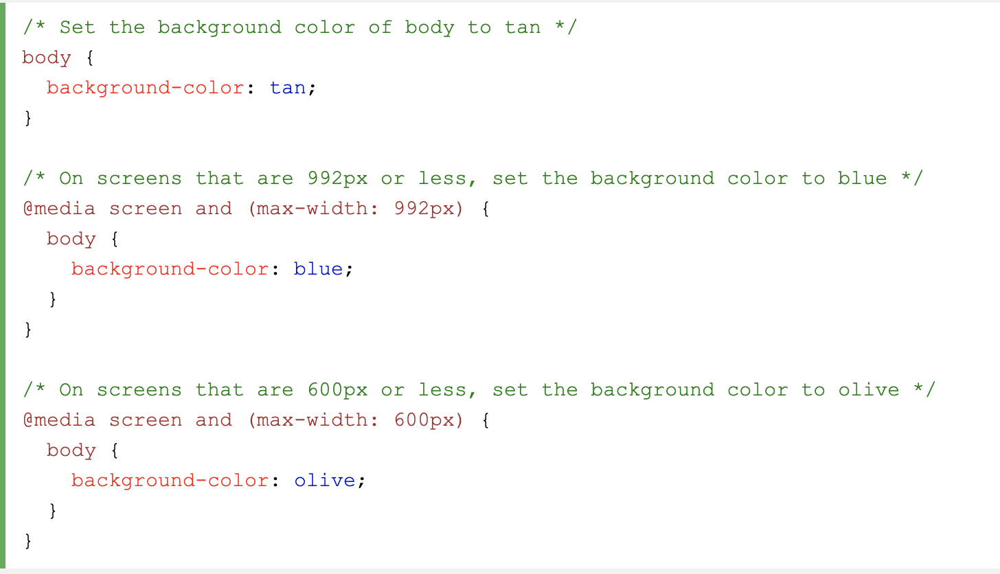 /* Set the background color of body to tan */
body {
  background-color: tan;
}

/* On screens that are 992px or less, set the background color to blue */
@media screen and (max-width: 992px) {
  body {
    background-color: blue;
  }
}

/* On screens that are 600px or less, set the background color to olive */
@media screen and (max-width: 600px) {
  body {
    background-color: olive;
  }
}